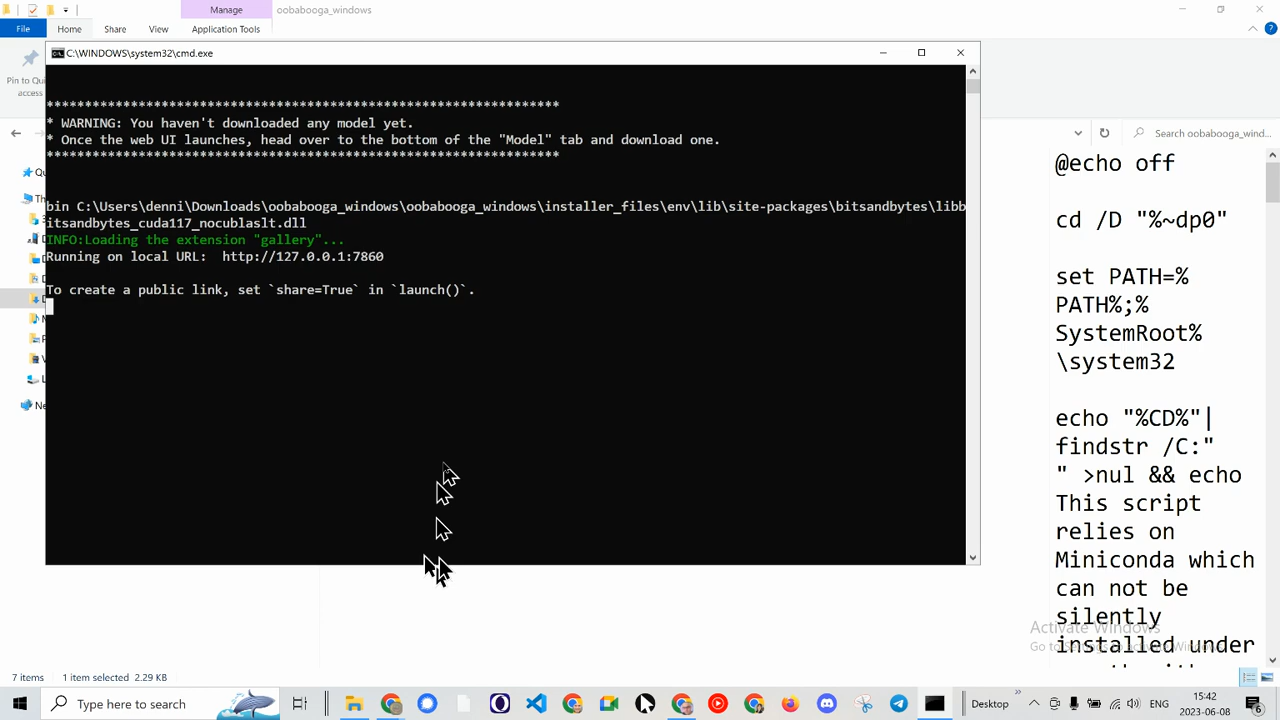 Manage
oobabooga_windows
File
Home
Share
View
Application Tools
Pin to Qu
access
C:\WINDOWS\system32\cmd.exe
******************************************************************
* WARNING: You haven't downloaded any model yet.
* Once the web UI launches, head over to the bottom of the "Model" tab and download one.
******************************************************************
bin C:\Users\denni\Downloads\oobabooga_windows\oobabooga_windows\installer_files\env\lib\site-packages\bitsandbytes\libb
itsandbytes_cuda117_nocublaslt.dll
INFO:Loading the extension "gallery"...
Running on local URL:  http://127.0.0.1:7860
To create a public link, set `share=True` in `launch()`.
Search oobabooga_wind...
@echo off
cd /D "%~dp0"
set PATH=%
PATH%;%
SystemRoot%
\system32
echo "%CD%"|
findstr /C:"
" >nul && echo
This script
relies on
Miniconda which
can not be
silently
installed under
Activate Windows
7 items
1 item selected
2.29 KB
Type here to search
Desktop
ENG
15:42
2023-06-08
6